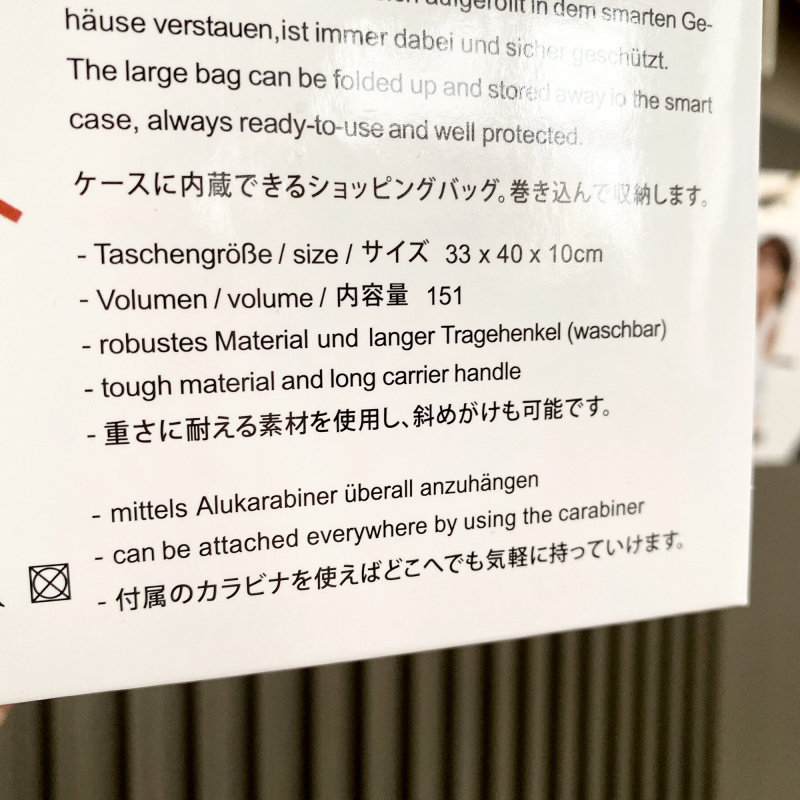 aufgerollt in dem smarten Ge-
häuse verstauen,ist immer dabei und sicher geschützt.
The large bag can be folded up and stored away io the smart
case, always ready-to-use and well protected.
ケースに内蔵できるショッピングバッグ。巻き込んで収納します。
- Taschengröße / size / サイズ 33 x 40 x 10cm
- Volumen / volume / 内容量 151
- robustes Material und langer Tragehenkel (waschbar)
- tough material and long carrier handle
- 重さに耐える素材を使用し、斜めがけも可能です。
- mittels Alukarabiner überall anzuhängen
- can be attached everywhere by using the carabiner
- 付属のカラビナを使えばどこへでも気軽に持っていけます。